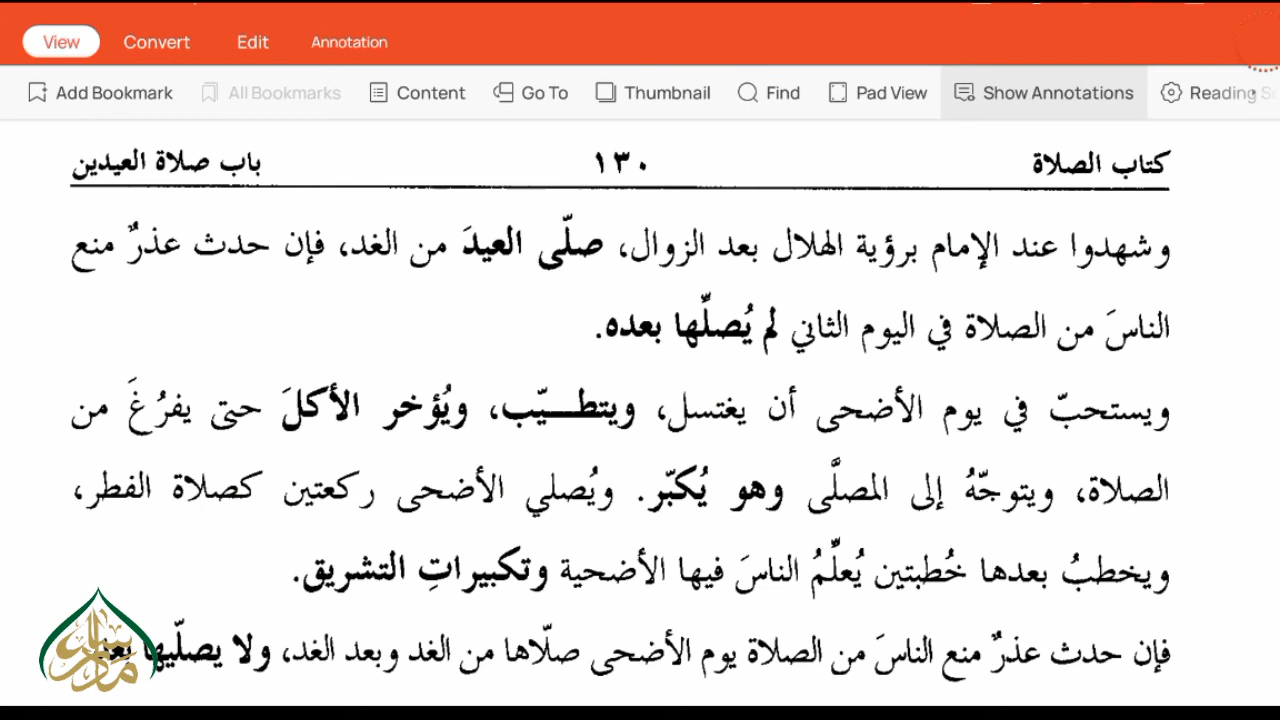 View Convert Edit Annotation
Add Bookmark All Bookmarks Content Go To Thumbnail Find Pad View Show Annotations Reading
كتاب الصلاة ١٣٠ باب صلاة العيدين
وشهدوا عند الإمام برؤية الهلال بعد الزوال، صلّى العيدَ من الغد، فإن حدث عذرٌ منع
الناسَ من الصلاة في اليوم الثاني لم يُصلِّها بعده.
ويستحبّ في يوم الأضحى أن يغتسل، ويتطـــيّب، ويُؤخر الأكلَ حتى يفرُغَ من
الصلاة، ويتوجّهُ إلى المصلَّى وهو يُكبّر. ويُصلي الأضحى ركعتين كصلاة الفطر،
ويخطبُ بعدها خُطبتين يُعلِّمُ الناسَ فيها الأضحية وتكبيراتِ التشريق.
فإن حدث عذرٌ منع الناسَ من الصلاة يوم الأضحى صلّاها من الغد وبعد الغد، ولا يصلّيها